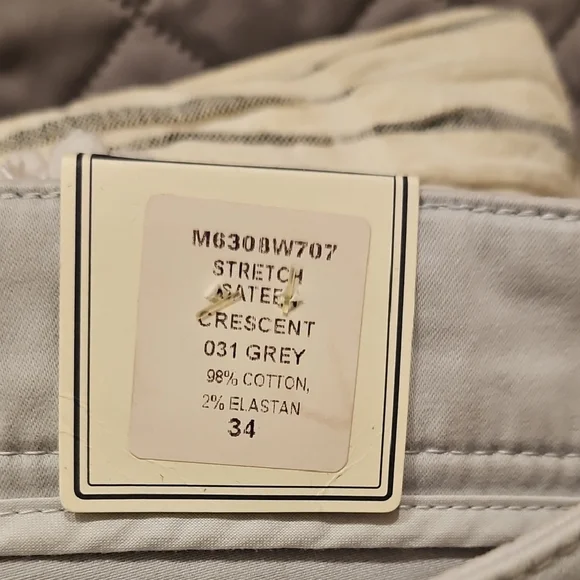 M6308W707
STRETCH
SATEEN
CRESCENT
031 GREY
98% COTTON,
2% ELASTAN
34